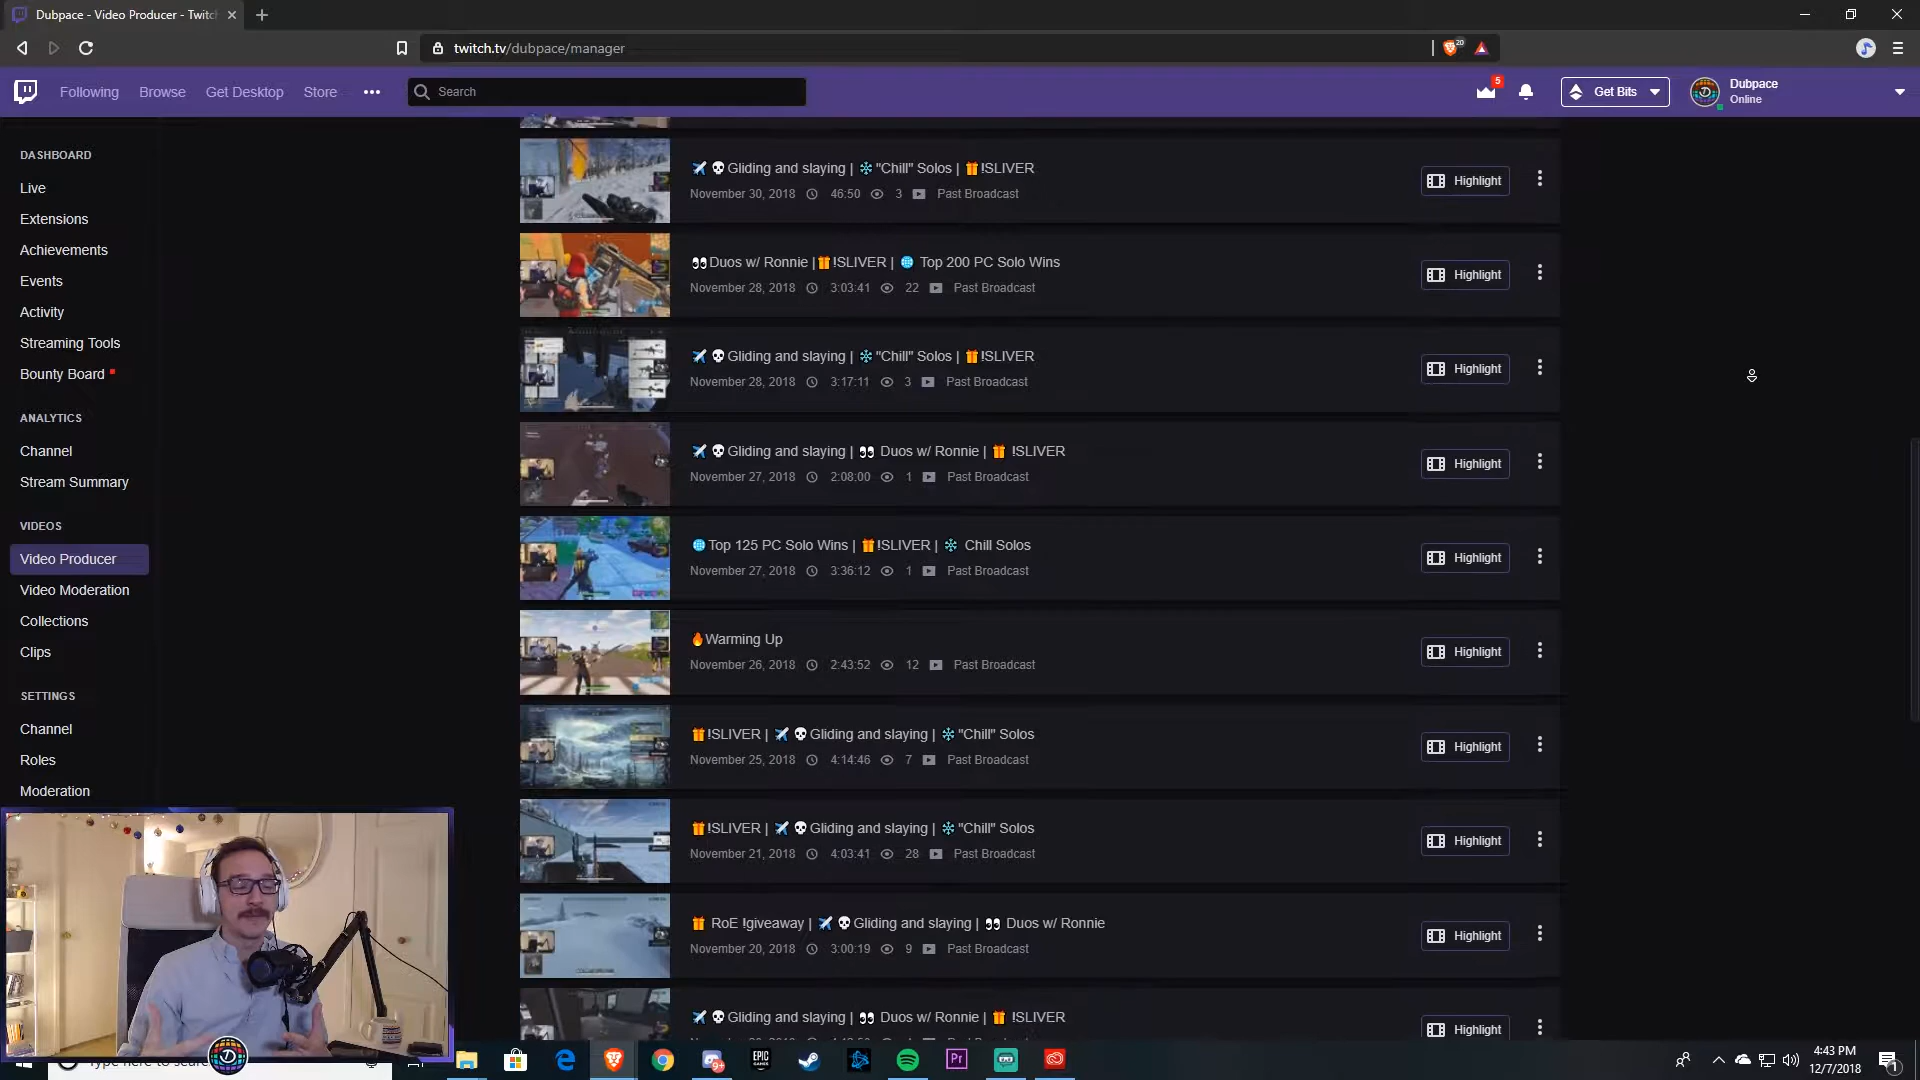 Dubpace - Video Producer - Twitc
twitch.tv/dubpace/manager
20
Following
Browse
Get Desktop
Store
Search
5
Get Bits
Dubpace
Online
DASHBOARD
Live
Extensions
Achievements
Events
Activity
Streaming Tools
Bounty Board
ANALYTICS
Channel
Stream Summary
VIDEOS
Video Producer
Video Moderation
Collections
Clips
SETTINGS
Channel
Roles
Moderation
✈️💀Gliding and slaying | ❄"Chill" Solos | 🎁!SLIVER
November 30, 2018 46:50 3 Past Broadcast
Highlight
👀Duos w/ Ronnie |🎁!SLIVER | 🌐 Top 200 PC Solo Wins
November 28, 2018 3:03:41 22 Past Broadcast
Highlight
✈️💀Gliding and slaying | ❄"Chill" Solos | 🎁!SLIVER
November 28, 2018 3:17:11 3 Past Broadcast
Highlight
✈️💀Gliding and slaying | 👀 Duos w/ Ronnie | 🎁 !SLIVER
November 27, 2018 2:08:00 1 Past Broadcast
Highlight
🌐Top 125 PC Solo Wins | 🎁!SLIVER | ❄ Chill Solos
November 27, 2018 3:36:12 1 Past Broadcast
Highlight
🔥Warming Up
November 26, 2018 2:43:52 12 Past Broadcast
Highlight
🎁!SLIVER | ✈️💀Gliding and slaying | ❄"Chill" Solos
November 25, 2018 4:14:46 7 Past Broadcast
Highlight
🎁!SLIVER | ✈️💀Gliding and slaying | ❄"Chill" Solos
November 21, 2018 4:03:41 28 Past Broadcast
Highlight
🎁 RoE !giveaway | ✈️💀Gliding and slaying | 👀 Duos w/ Ronnie
November 20, 2018 3:00:19 9 Past Broadcast
Highlight
✈️💀Gliding and slaying | 👀 Duos w/ Ronnie | 🎁 !SLIVER
Highlight
D
9+
EPIC
GAMES
Pr
4:43 PM
12/7/2018
1